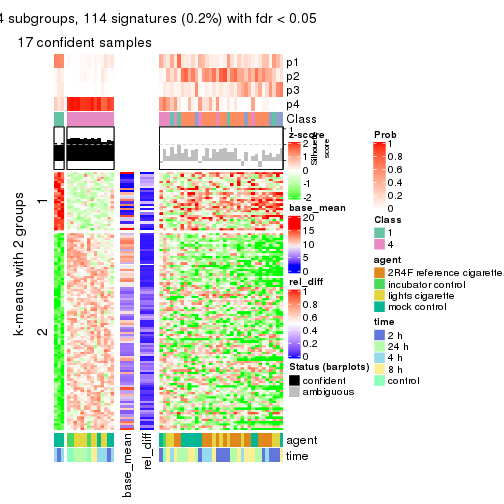 4 subgroups, 114 signatures (0.2%) with fdr < 0.05
17 confident samples
p1
p2
p3
p4
Class
1
Silhouette
score
k-means with 2 groups
1
2
base_mean
rel_diff
agent
time
z-score
2
1
0
-1
-2
base_mean
20
15
10
5
0
rel_diff
1
0.8
0.6
0.4
0.2
0
Status (barplots)
confident
ambiguous
Prob
1
0.8
0.6
0.4
0.2
0
Class
1
4
agent
2R4F reference cigarette
incubator control
lights cigarette
mock control
time
2 h
24 h
4 h
8 h
control